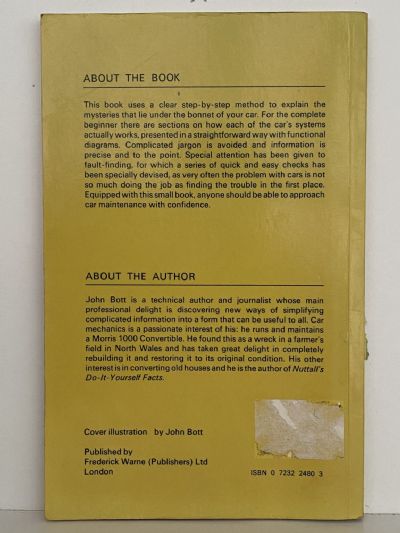 ABOUT THE BOOK
This book uses a clear step-by-step method to explain the
mysteries that lie under the bonnet of your car. For the complete
beginner there are sections on how each of the car's systems
actually works, presented in a straightforward way with functional
diagrams. Complicated jargon is avoided and information is
precise and to the point. Special attention has been given to
fault-finding, for which a series of quick and easy checks has
been specially devised, as very often the problem with cars is not
so much doing the job as finding the trouble in the first place.
Equipped with this small book, anyone should be able to approach
car maintenance with confidence.
ABOUT THE AUTHOR
John Bott is a technical author and journalist whose main
professional delight is discovering new ways of simplifying
complicated information into a form that can be useful to all. Car
mechanics is a passionate interest of his: he runs and maintains
a Morris 1000 Convertible. He found this as a wreck in a farmer's
field in North Wales and has taken great delight in completely
rebuilding it and restoring it to its original condition. His other
interest is in converting old houses and he is the author of Nuttall's
Do-It-Yourself Facts.
Cover illustration by John Bott
Published by
Frederick Warne (Publishers) Ltd
London
ISBN 0 7232 2480 3